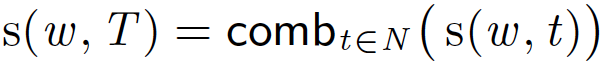 s(w, T) = comb_{t∈N}( s(w, t))